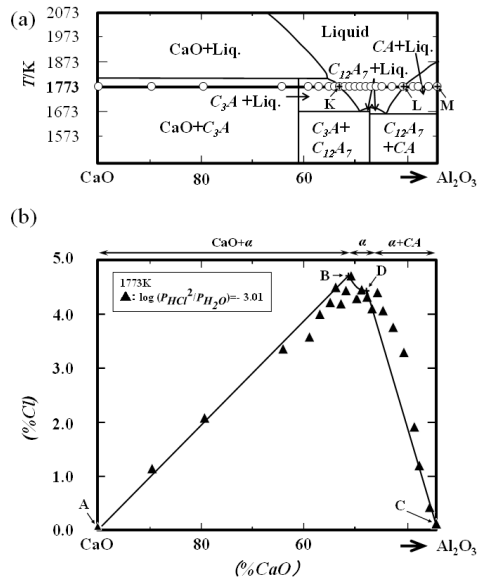 (a)
2073
1973
1873
1773
1673
1573
T/K
Liquid
CaO+Liq.
CA+Liq.
C12A7+Liq.
C3A +Liq.
K
L
M
CaO+C3A
C3A+
C12A7
C12A7
+CA
CaO
80
60
Al2O3
(b)
CaO+α
α
α+CA
5.0
4.0
3.0
2.0
1.0
0.0
(%Cl)
1773K
▲: log (PHCl2/PH2O)=- 3.01
B
D
A
C
CaO
80
60
Al2O3
(%CaO)